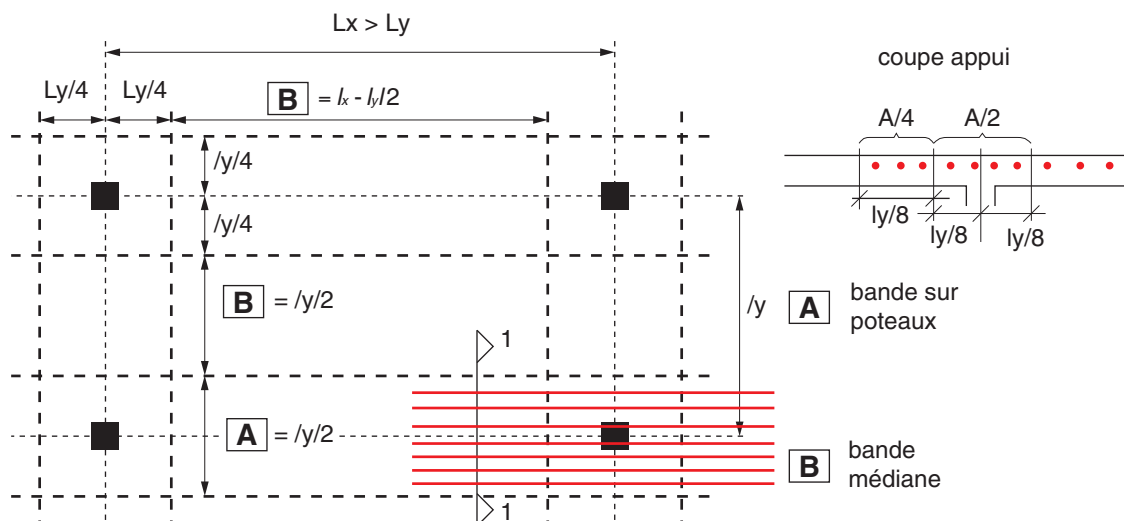 Lx > Ly
coupe appui
Ly/4 Ly/4
B = lx - ly/2
A/4 A/2
/y/4
/y/4
ly/8
ly/8 ly/8
B = /y/2
/y
A bande sur
poteaux
1
A = /y/2
B bande
médiane
1